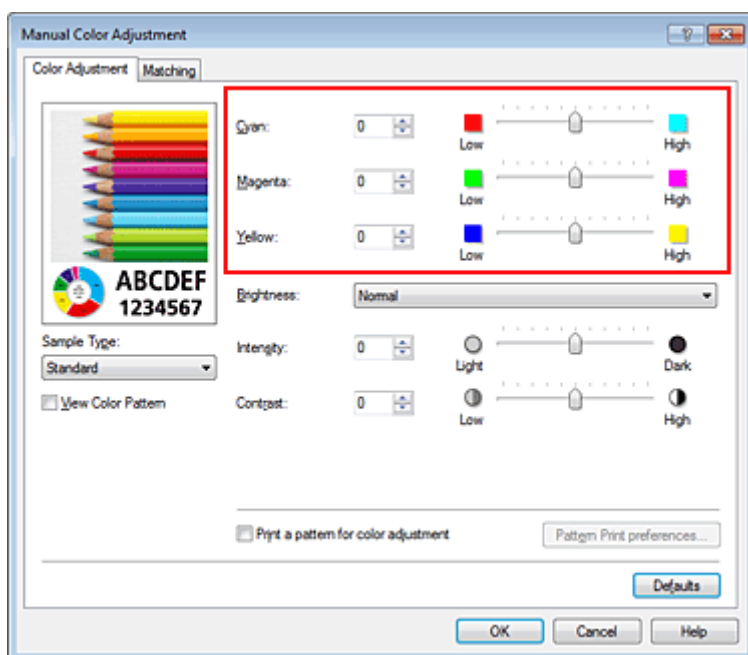 Manual Color Adjustment
Color Adjustment Matching
Cyan: 0 Low High
Magenta: 0 Low High
Yellow: 0 Low High
ABCDEF
1234567
Brightness: Normal
Sample Type:
Standard
Intensity: 0 Light Dark
View Color Pattern
Contrast: 0 Low High
Print a pattern for color adjustment Pattern Print preferences...
Defaults
OK Cancel Help